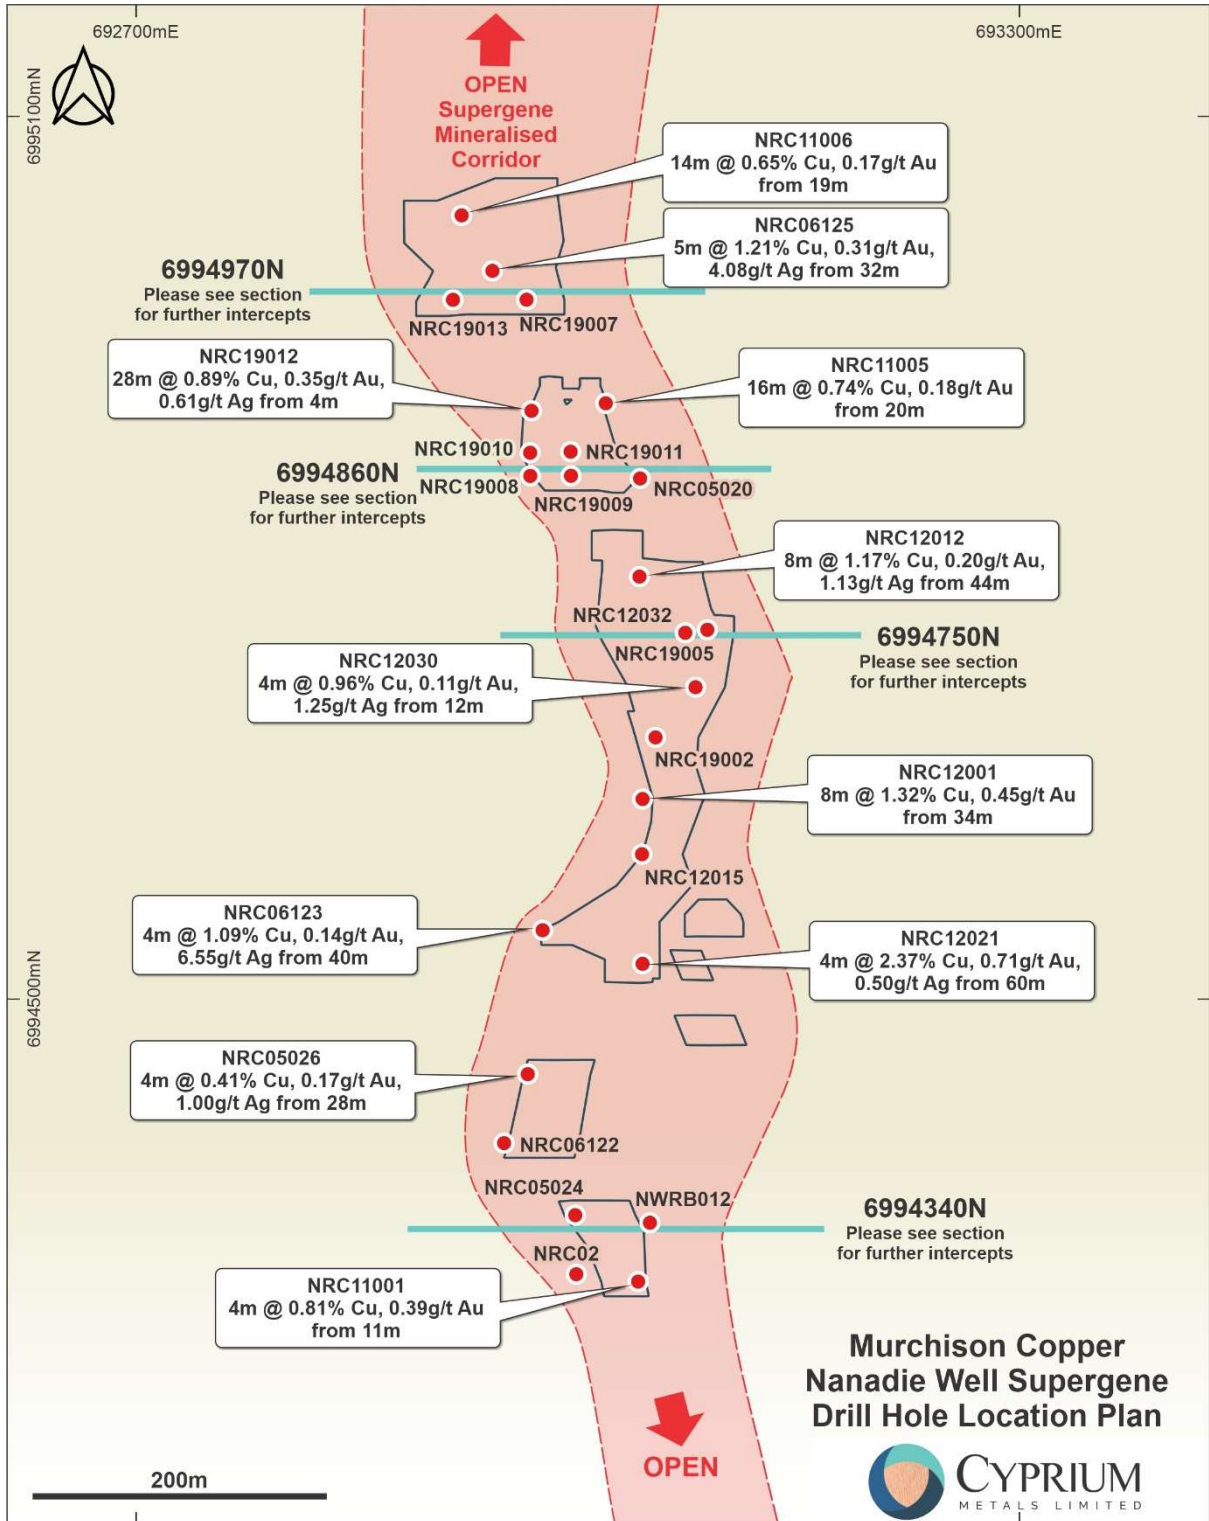 692700mE
693300mE
6995100mN
OPEN
Supergene
Mineralised
Corridor
NRC11006
14m @ 0.65% Cu, 0.17g/t Au
from 19m
NRC06125
5m @ 1.21% Cu, 0.31g/t Au,
4.08g/t Ag from 32m
6994970N
Please see section
for further intercepts
NRC19013
NRC19007
NRC19012
28m @ 0.89% Cu, 0.35g/t Au,
0.61g/t Ag from 4m
NRC11005
16m @ 0.74% Cu, 0.18g/t Au
from 20m
NRC19010
NRC19011
6994860N
Please see section
for further intercepts
NRC19008
NRC19009
NRC05020
NRC12012
8m @ 1.17% Cu, 0.20g/t Au,
1.13g/t Ag from 44m
NRC12032
NRC19005
6994750N
Please see section
for further intercepts
NRC12030
4m @ 0.96% Cu, 0.11g/t Au,
1.25g/t Ag from 12m
NRC19002
NRC12001
8m @ 1.32% Cu, 0.45g/t Au
from 34m
NRC12015
NRC06123
4m @ 1.09% Cu, 0.14g/t Au,
6.55g/t Ag from 40m
NRC12021
4m @ 2.37% Cu, 0.71g/t Au,
0.50g/t Ag from 60m
6994500mN
NRC05026
4m @ 0.41% Cu, 0.17g/t Au,
1.00g/t Ag from 28m
NRC06122
NRC05024
NWRB012
6994340N
Please see section
for further intercepts
NRC02
NRC11001
4m @ 0.81% Cu, 0.39g/t Au
from 11m
Murchison Copper
Nanadie Well Supergene
Drill Hole Location Plan
OPEN
200m
CYPRIUM
METALS LIMITED